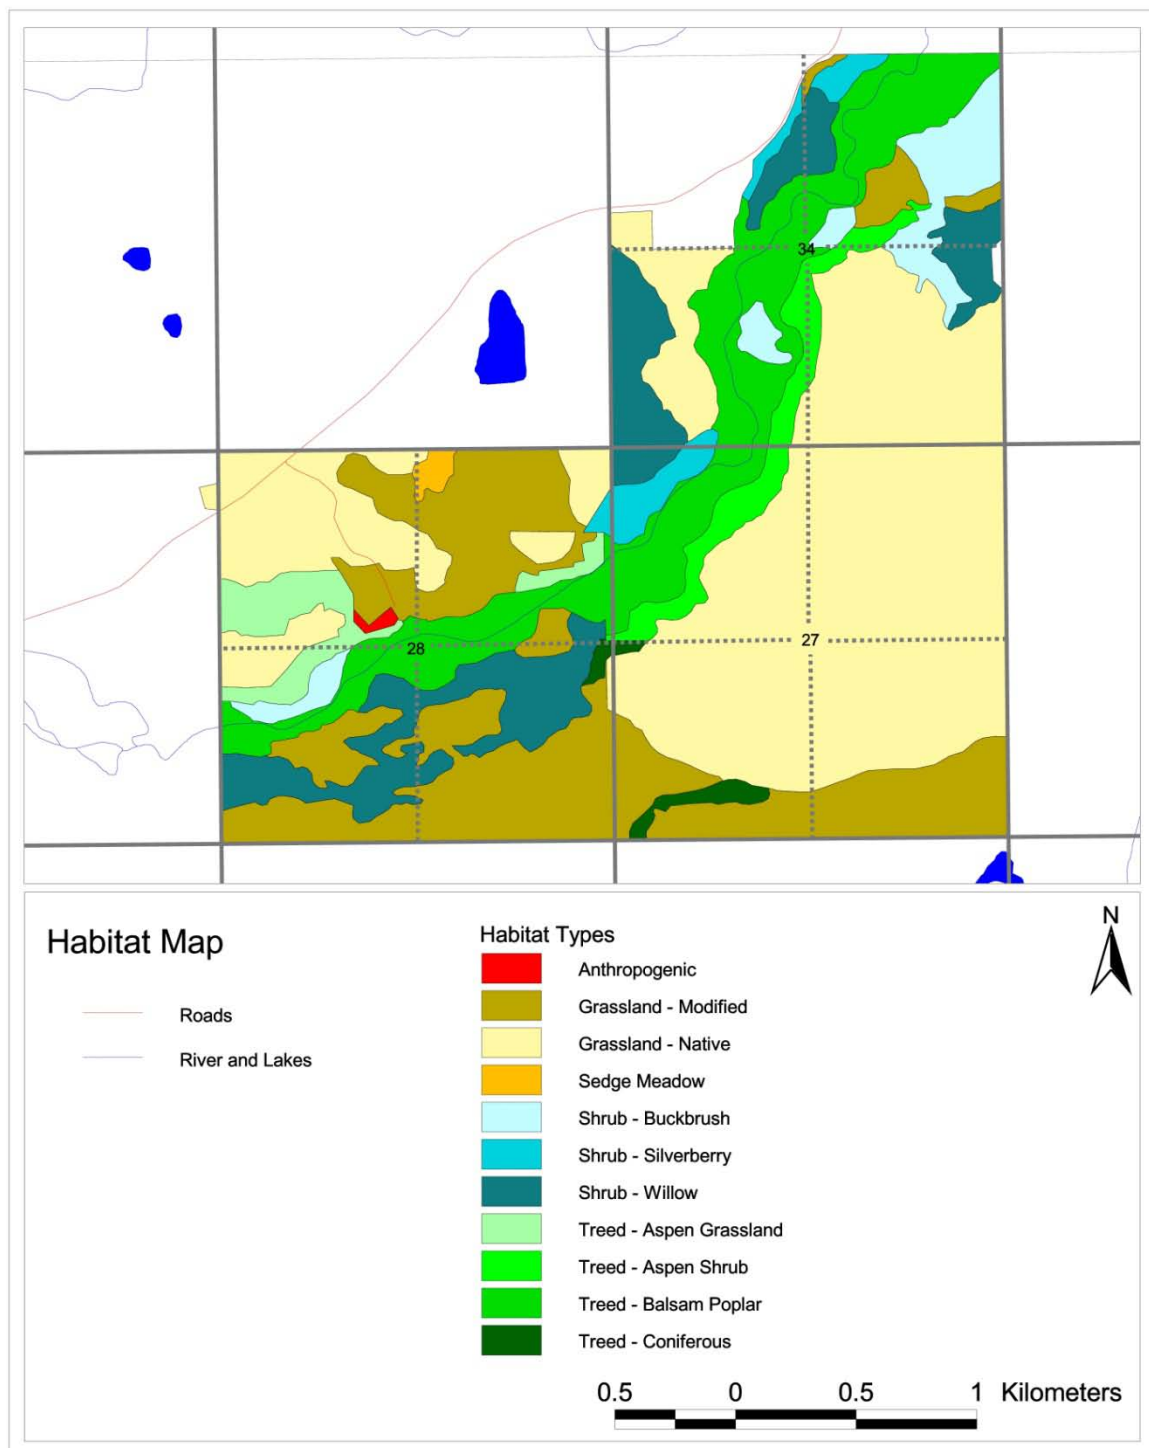 34
28
27
Habitat Map
Roads
River and Lakes
Habitat Types
Anthropogenic
Grassland - Modified
Grassland - Native
Sedge Meadow
Shrub - Buckbrush
Shrub - Silverberry
Shrub - Willow
Treed - Aspen Grassland
Treed - Aspen Shrub
Treed - Balsam Poplar
Treed - Coniferous
N
0.5 0 0.5 1 Kilometers